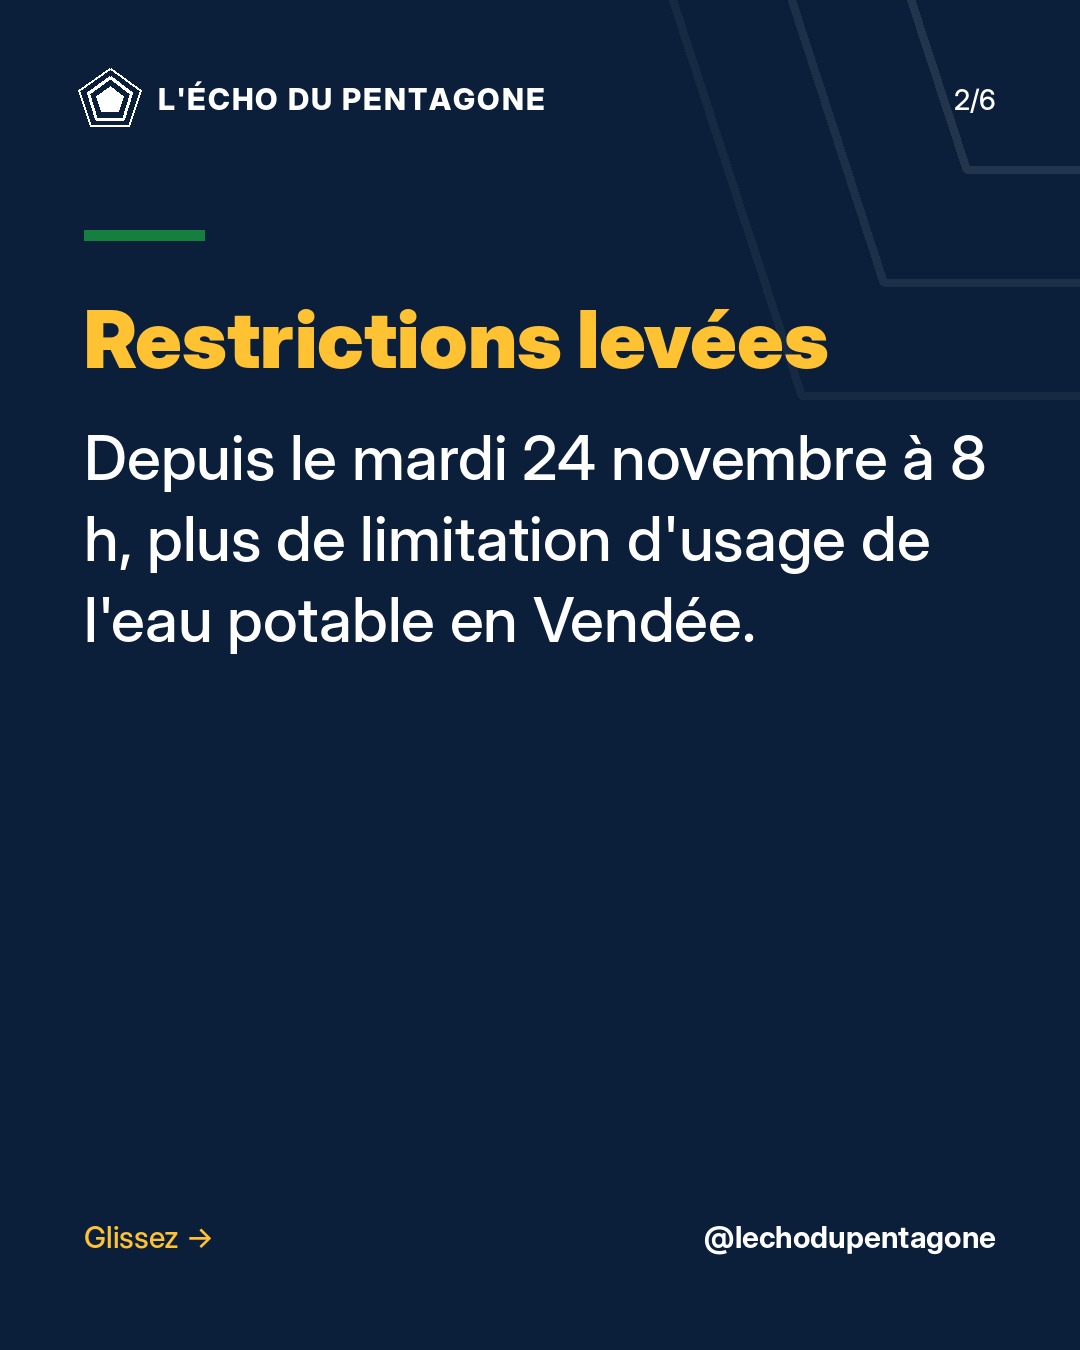 L'ÉCHO DU PENTAGONE
2/6
Restrictions levées
Depuis le mardi 24 novembre à 8
h, plus de limitation d'usage de
l'eau potable en Vendée.
Glissez →
@lechodupentagone